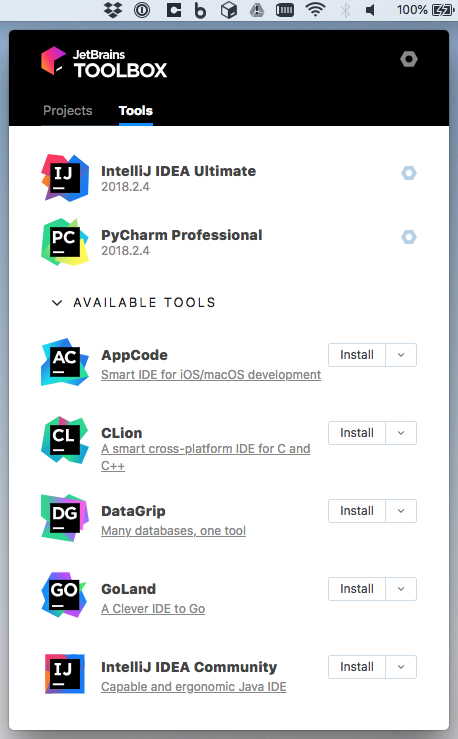 100%
JetBrains
TOOLBOX
Projects Tools
IJ
IntelliJ IDEA Ultimate
2018.2.4
PC
PyCharm Professional
2018.2.4
AVAILABLE TOOLS
AC
AppCode
Smart IDE for iOS/macOS development
Install
CL
CLion
A smart cross-platform IDE for C and
C++
Install
DG
DataGrip
Many databases, one tool
Install
GO
GoLand
A Clever IDE to Go
Install
IJ
IntelliJ IDEA Community
Capable and ergonomic Java IDE
Install